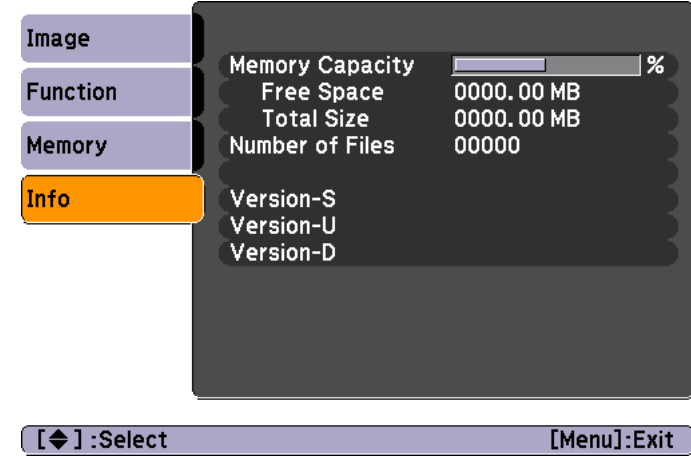 Image
Function
Memory
Info
Memory Capacity %
Free Space 0000.00 MB
Total Size 0000.00 MB
Number of Files 00000
Version-S
Version-U
Version-D
[◆] :Select [Menu]:Exit